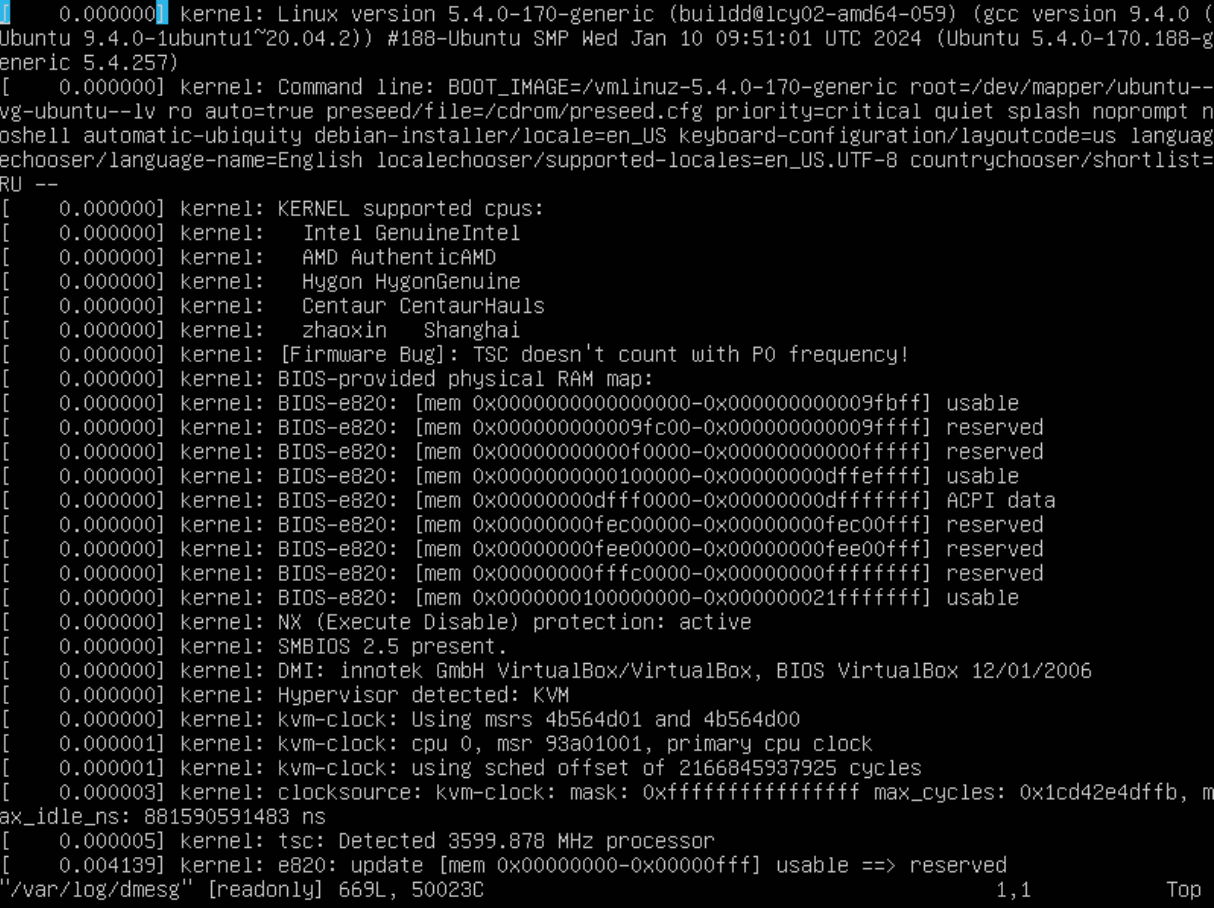 [    0.000000] kernel: Linux version 5.4.0-170-generic (buildd@lcy02-amd64-059) (gcc version 9.4.0 (
Ubuntu 9.4.0-1ubuntu1~20.04.2)) #188-Ubuntu SMP Wed Jan 10 09:51:01 UTC 2024 (Ubuntu 5.4.0-170.188-g
eneric 5.4.257)
[    0.000000] kernel: Command line: BOOT_IMAGE=/vmlinuz-5.4.0-170-generic root=/dev/mapper/ubuntu--
vg-ubuntu--lv ro auto=true preseed/file=/cdrom/preseed.cfg priority=critical quiet splash noprompt n
oshell automatic-ubiquity debian-installer/locale=en_US keyboard-configuration/layoutcode=us languag
echooser/language-name=English localechooser/supported-locales=en_US.UTF-8 countrychooser/shortlist=
RU --
[    0.000000] kernel: KERNEL supported cpus:
[    0.000000] kernel:   Intel GenuineIntel
[    0.000000] kernel:   AMD AuthenticAMD
[    0.000000] kernel:   Hygon HygonGenuine
[    0.000000] kernel:   Centaur CentaurHauls
[    0.000000] kernel:   zhaoxin   Shanghai
[    0.000000] kernel: [Firmware Bug]: TSC doesn't count with P0 frequency!
[    0.000000] kernel: BIOS-provided physical RAM map:
[    0.000000] kernel: BIOS-e820: [mem 0x0000000000000000-0x000000000009fbff] usable
[    0.000000] kernel: BIOS-e820: [mem 0x000000000009fc00-0x000000000009ffff] reserved
[    0.000000] kernel: BIOS-e820: [mem 0x00000000000f0000-0x00000000000fffff] reserved
[    0.000000] kernel: BIOS-e820: [mem 0x0000000000100000-0x00000000dffeffff] usable
[    0.000000] kernel: BIOS-e820: [mem 0x00000000dfff0000-0x00000000dfffffff] ACPI data
[    0.000000] kernel: BIOS-e820: [mem 0x00000000fec00000-0x00000000fec00fff] reserved
[    0.000000] kernel: BIOS-e820: [mem 0x00000000fee00000-0x00000000fee00fff] reserved
[    0.000000] kernel: BIOS-e820: [mem 0x00000000fffc0000-0x00000000ffffffff] reserved
[    0.000000] kernel: BIOS-e820: [mem 0x0000000100000000-0x000000021fffffff] usable
[    0.000000] kernel: NX (Execute Disable) protection: active
[    0.000000] kernel: SMBIOS 2.5 present.
[    0.000000] kernel: DMI: innotek GmbH VirtualBox/VirtualBox, BIOS VirtualBox 12/01/2006
[    0.000000] kernel: Hypervisor detected: KVM
[    0.000000] kernel: kvm-clock: Using msrs 4b564d01 and 4b564d00
[    0.000001] kernel: kvm-clock: cpu 0, msr 93a01001, primary cpu clock
[    0.000001] kernel: kvm-clock: using sched offset of 2166845937925 cycles
[    0.000003] kernel: clocksource: kvm-clock: mask: 0xffffffffffffffff max_cycles: 0x1cd42e4dffb, m
ax_idle_ns: 881590591483 ns
[    0.000005] kernel: tsc: Detected 3599.878 MHz processor
[    0.004139] kernel: e820: update [mem 0x00000000-0x00000fff] usable ==> reserved
"/var/log/dmesg" [readonly] 669L, 50023C    1,1    Top